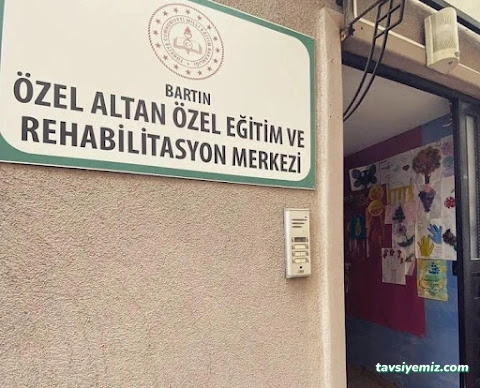 BARTIN
ÖZEL ALTAN ÖZEL EĞİTİM VE
REHABİLİTASYON MERKEZİ
tavsiyemiz.com